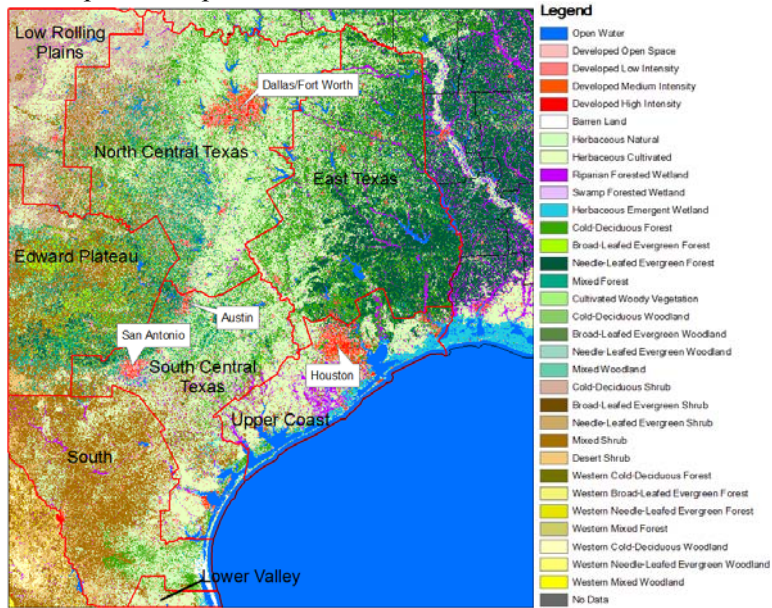 Low Rolling
Plains
Dallas/Fort Worth
North Central Texas
East Texas
Edward Plateau
Austin
San Antonio
South Central
Texas
Houston
Upper Coast
South
Lower Valley
Legend
Open Water
Developed Open Space
Developed Low Intensity
Developed Medium Intensity
Developed High Intensity
Barren Land
Herbaceous Natural
Herbaceous Cultivated
Riparian Forested Wetland
Swamp Forested Wetland
Herbaceous Emergent Wetland
Cold-Deciduous Forest
Broad-Leafed Evergreen Forest
Needle-Leafed Evergreen Forest
Mixed Forest
Cultivated Woody Vegetation
Cold-Deciduous Woodland
Broad-Leafed Evergreen Woodland
Needle-Leafed Evergreen Woodland
Mixed Woodland
Cold-Deciduous Shrub
Broad-Leafed Evergreen Shrub
Needle-Leafed Evergreen Shrub
Mixed Shrub
Desert Shrub
Western Cold-Deciduous Forest
Western Broad-Leafed Evergreen Forest
Western Needle-Leafed Evergreen Forest
Western Mixed Forest
Western Cold-Deciduous Woodland
Western Needle-Leafed Evergreen Woodland
Western Mixed Woodland
No Data